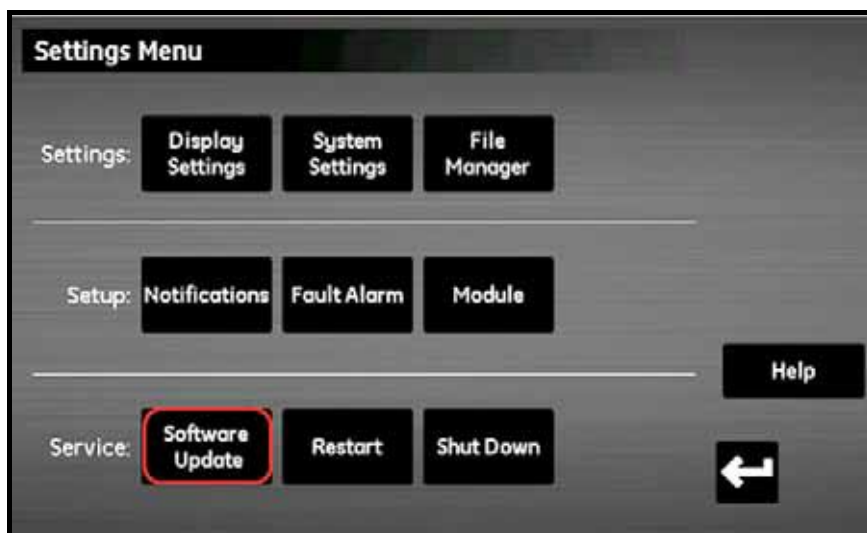 Settings Menu
Settings:
Display
Settings
System
Settings
File
Manager
Setup:
Notifications
Fault Alarm
Module
Help
Service:
Software
Update
Restart
Shut Down